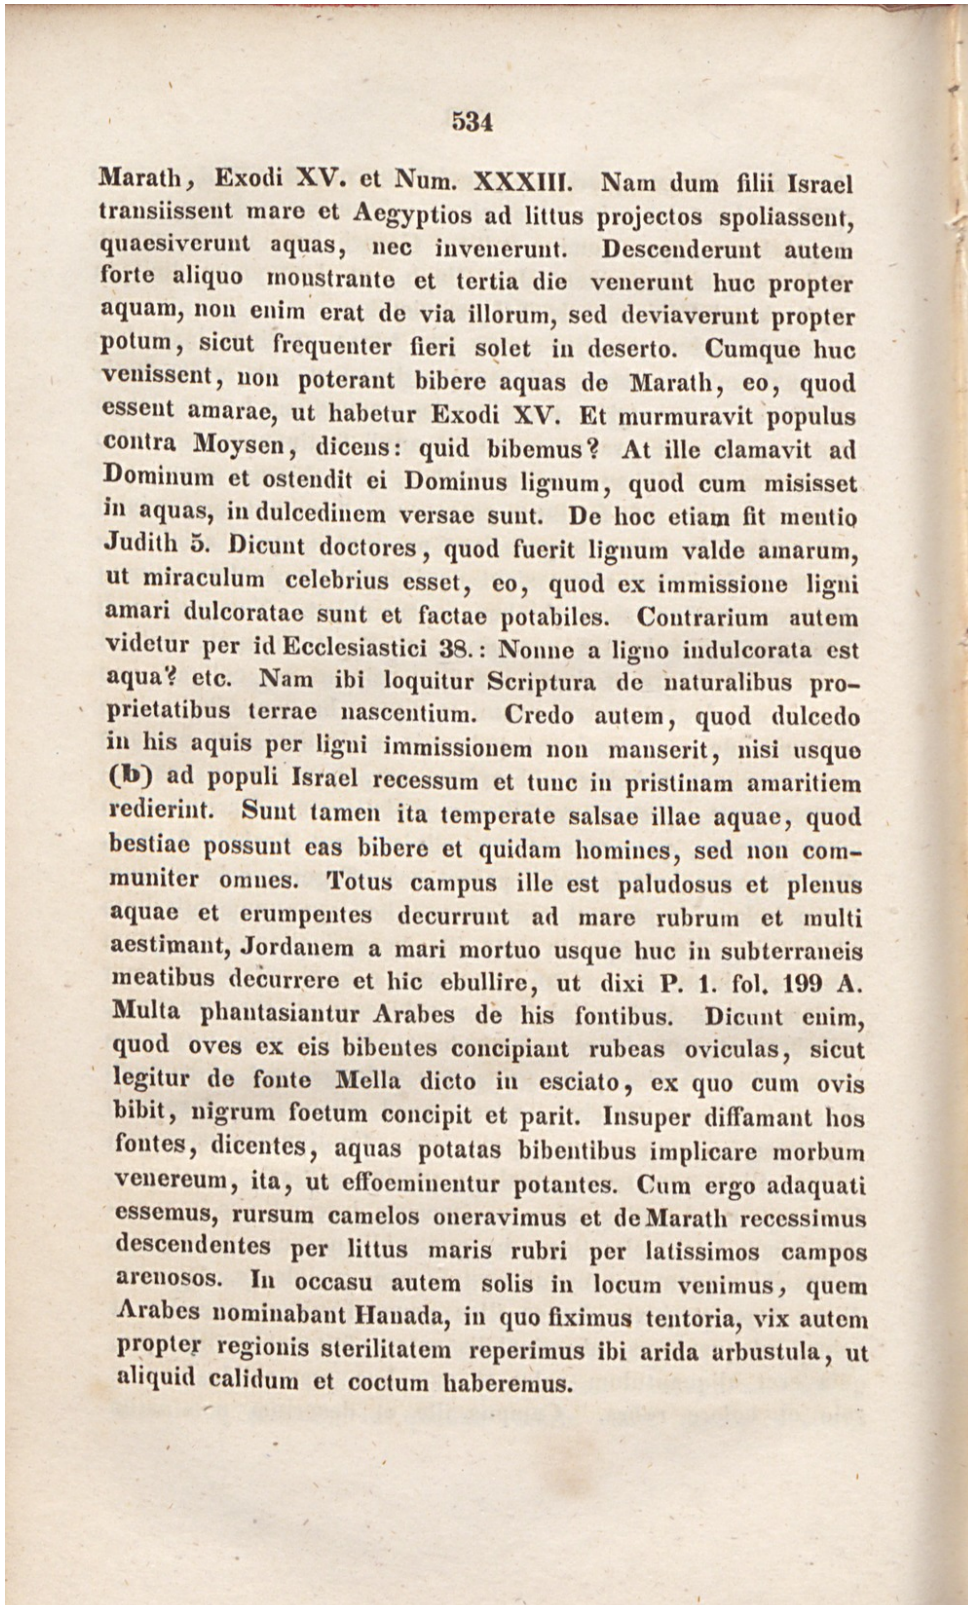 534
Marath, Exodi XV. et Num. XXXIII. Nam dum filii Israel
transiissent mare et Aegyptios ad littus projectos spoliassent,
quaesiverunt aquas, nec invenerunt. Descenderunt autem
forte aliquo monstrante et tertia die venerunt huc propter
aquam, non enim erat de via illorum, sed deviaverunt propter
potum, sicut frequenter fieri solet in deserto. Cumque huc
venissent, non poterant bibere aquas de Marath, eo, quod
essent amarae, ut habetur Exodi XV. Et murmuravit populus
contra Moysen, dicens: quid bibemus? At ille clamavit ad
Dominum et ostendit ei Dominus lignum, quod cum misisset
in aquas, in dulcedinem versae sunt. De hoc etiam fit mentio
Judith 5. Dicunt doctores, quod fuerit lignum valde amarum,
ut miraculum celebrius esset, eo, quod ex immissione ligni
amari dulcoratae sunt et factae potabiles. Contrarium autem
videtur per id Ecclesiastici 38.: Nonne a ligno indulcorata est
aqua? etc. Nam ibi loquitur Scriptura de naturalibus pro-
prietatibus terrae nascentium. Credo autem, quod dulcedo
in his aquis per ligni immissionem non manserit, nisi usque
(b) ad populi Israel recessum et tunc in pristinam amaritiem
redierint. Sunt tamen ita temperate salsae illae aquae, quod
bestiae possunt eas bibere et quidam homines, sed non com-
muniter omnes. Totus campus ille est paludosus et plenus
aquae et erumpentes decurrunt ad mare rubrum et multi
aestimant, Jordanem a mari mortuo usque huc in subterraneis
meatibus decurrere et hic ebullire, ut dixi P. 1. fol. 199 A.
Multa phantasiantur Arabes de his fontibus. Dicunt enim,
quod oves ex eis bibentes concipiant rubeas oviculas, sicut
legitur de fonte Mella dicto in esciato, ex quo cum ovis
bibit, nigrum foetum concipit et parit. Insuper diffamant hos
fontes, dicentes, aquas potatas bibentibus implicare morbum
venereum, ita, ut effoeminentur potantes. Cum ergo adaquati
essemus, rursum camelos oneravimus et de Marath recessimus
descendentes per littus maris rubri per latissimos campos
arenosos. In occasu autem solis in locum venimus, quem
Arabes nominabant Hanada, in quo fiximus tentoria, vix autem
propter regionis sterilitatem reperimus ibi arida arbustula, ut
aliquid calidum et coctum haberemus.